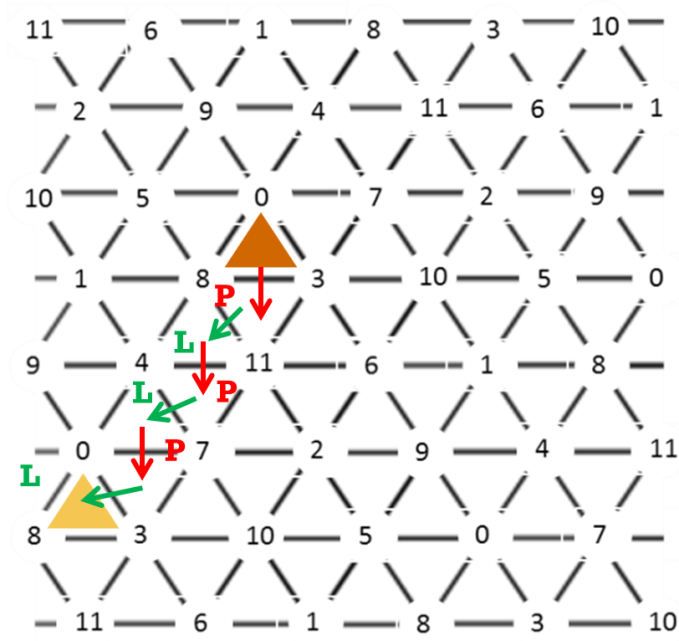 11 6 1 8 3 10
2 9 4 11 6 1
10 5 0 7 2 9
1 8 3 10 5 0
P
L
9 4 11 6 1 8
L P
0 7 2 9 4 11
P
L
8 3 10 5 0 7
11 6 1 8 3 10